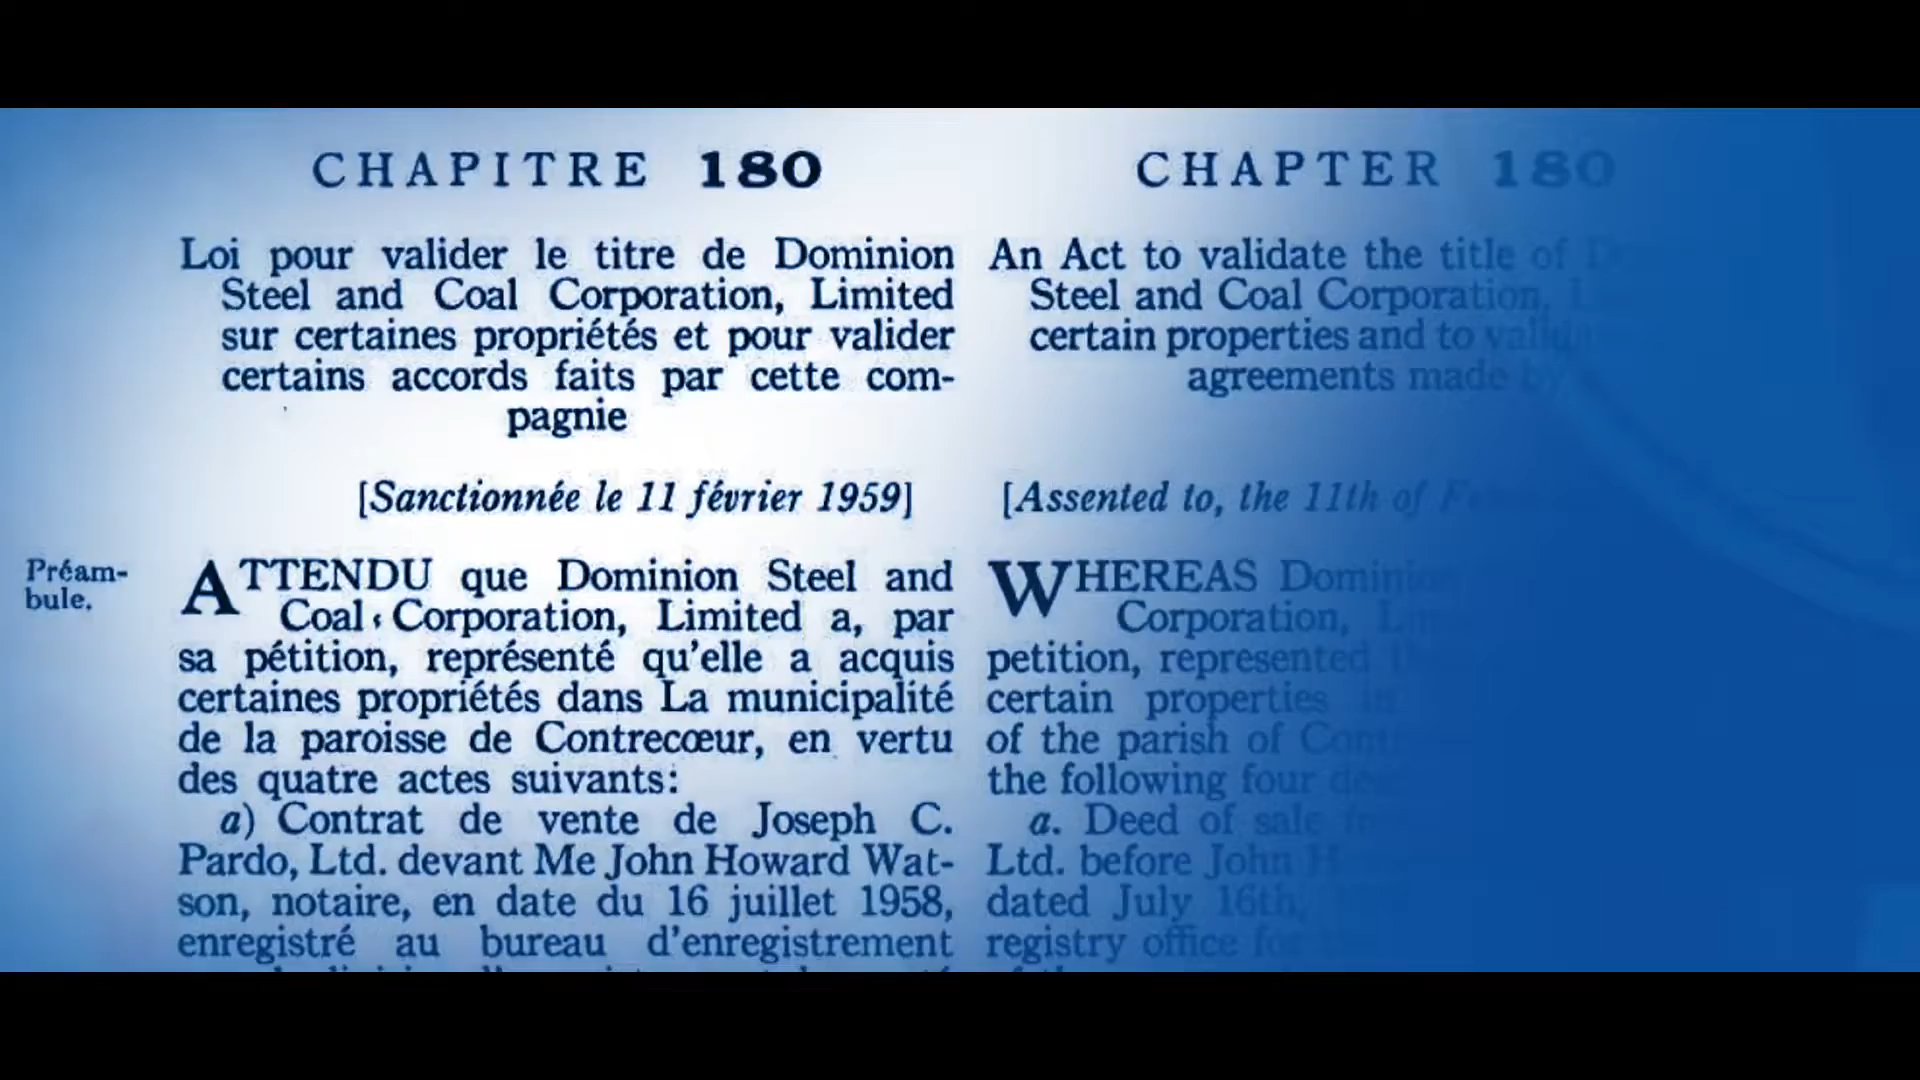 CHAPITRE 180
Loi pour valider le titre de Dominion
Steel and Coal Corporation, Limited
sur certaines propriétés et pour valider
certains accords faits par cette com-
pagnie
[Sanctionnée le 11 février 1959]
Préam-
bule.
ATTENDU que Dominion Steel and
Coal Corporation, Limited a, par
sa pétition, représenté qu'elle a acquis
certaines propriétés dans La municipalité
de la paroisse de Contrecœur, en vertu
des quatre actes suivants:
a) Contrat de vente de Joseph C.
Pardo, Ltd. devant Me John Howard Wat-
son, notaire, en date du 16 juillet 1958,
enregistré au bureau d'enregistrement
CHAPTER 180
An Act to validate the title of
Steel and Coal Corporation,
certain properties and to
agreements made by
[Assented to, the 11th of
WHEREAS Dominion
Corporation,
petition, represented
certain properties in
of the parish of
the following four
a. Deed of sale
Ltd. before John
dated July 16th,
registry office for the